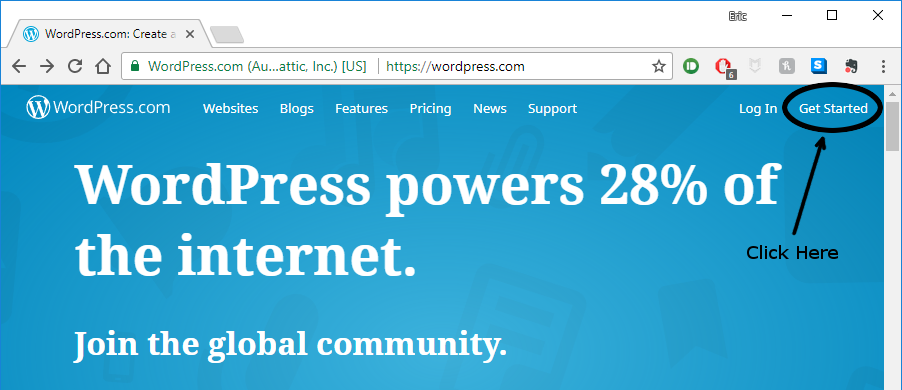 Eric
WordPress.com: Create a
WordPress.com (Au...attic, Inc.) [US] https://wordpress.com
6
WordPress.com Websites Blogs Features Pricing News Support Log In Get Started
WordPress powers 28% of
the internet.
Click Here
Join the global community.